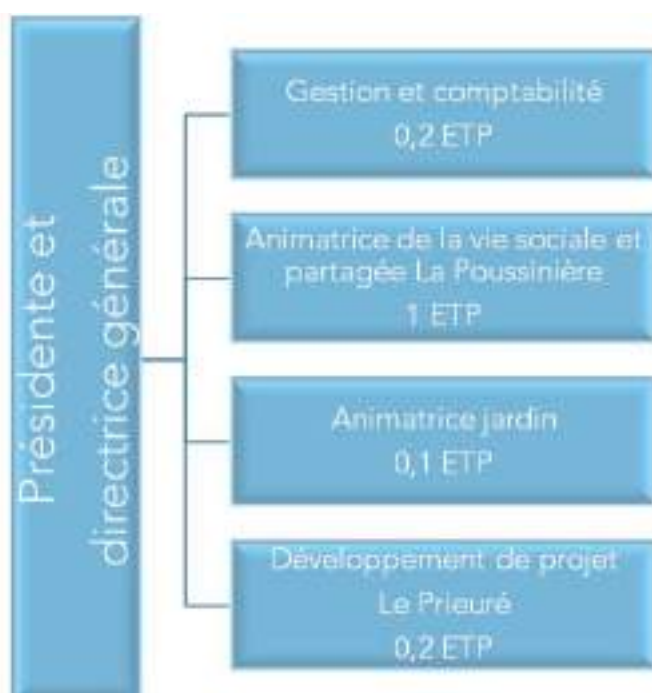 Présidente et
directrice générale
Gestion et comptabilité
0,2 ETP
Animatrice de la vie sociale et
partagée La Poussinière
1 ETP
Animatrice jardin
0,1 ETP
Développement de projet
Le Prieuré
0,2 ETP